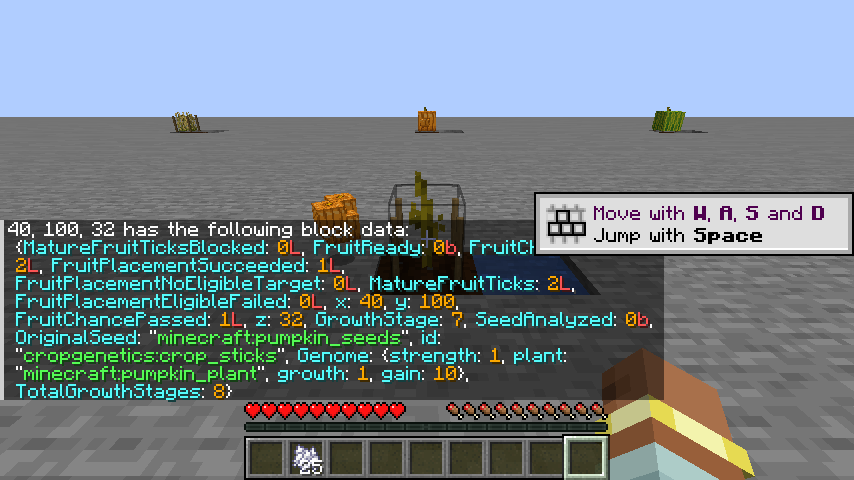 40, 100, 32 has the following block data:
{MatureFruitTicksBlocked: 0L, FruitReady: 0b, FruitCh
2L, FruitPlacementSucceeded: 1L,
FruitPlacementNoEligibleTarget: 0L, MatureFruitTicks: 2L,
FruitPlacementEligibleFailed: 0L, x: 40, y: 100,
FruitChancePassed: 1L, z: 32, GrowthStage: 7, SeedAnalyzed: 0b,
OriginalSeed: "minecraft:pumpkin_seeds", id:
"cropgenetics:crop_sticks", Genome: {strength: 1, plant:
"minecraft:pumpkin_plant", growth: 1, gain: 10},
TotalGrowthStages: 8}
Move with W, A, S and D
Jump with Space
25